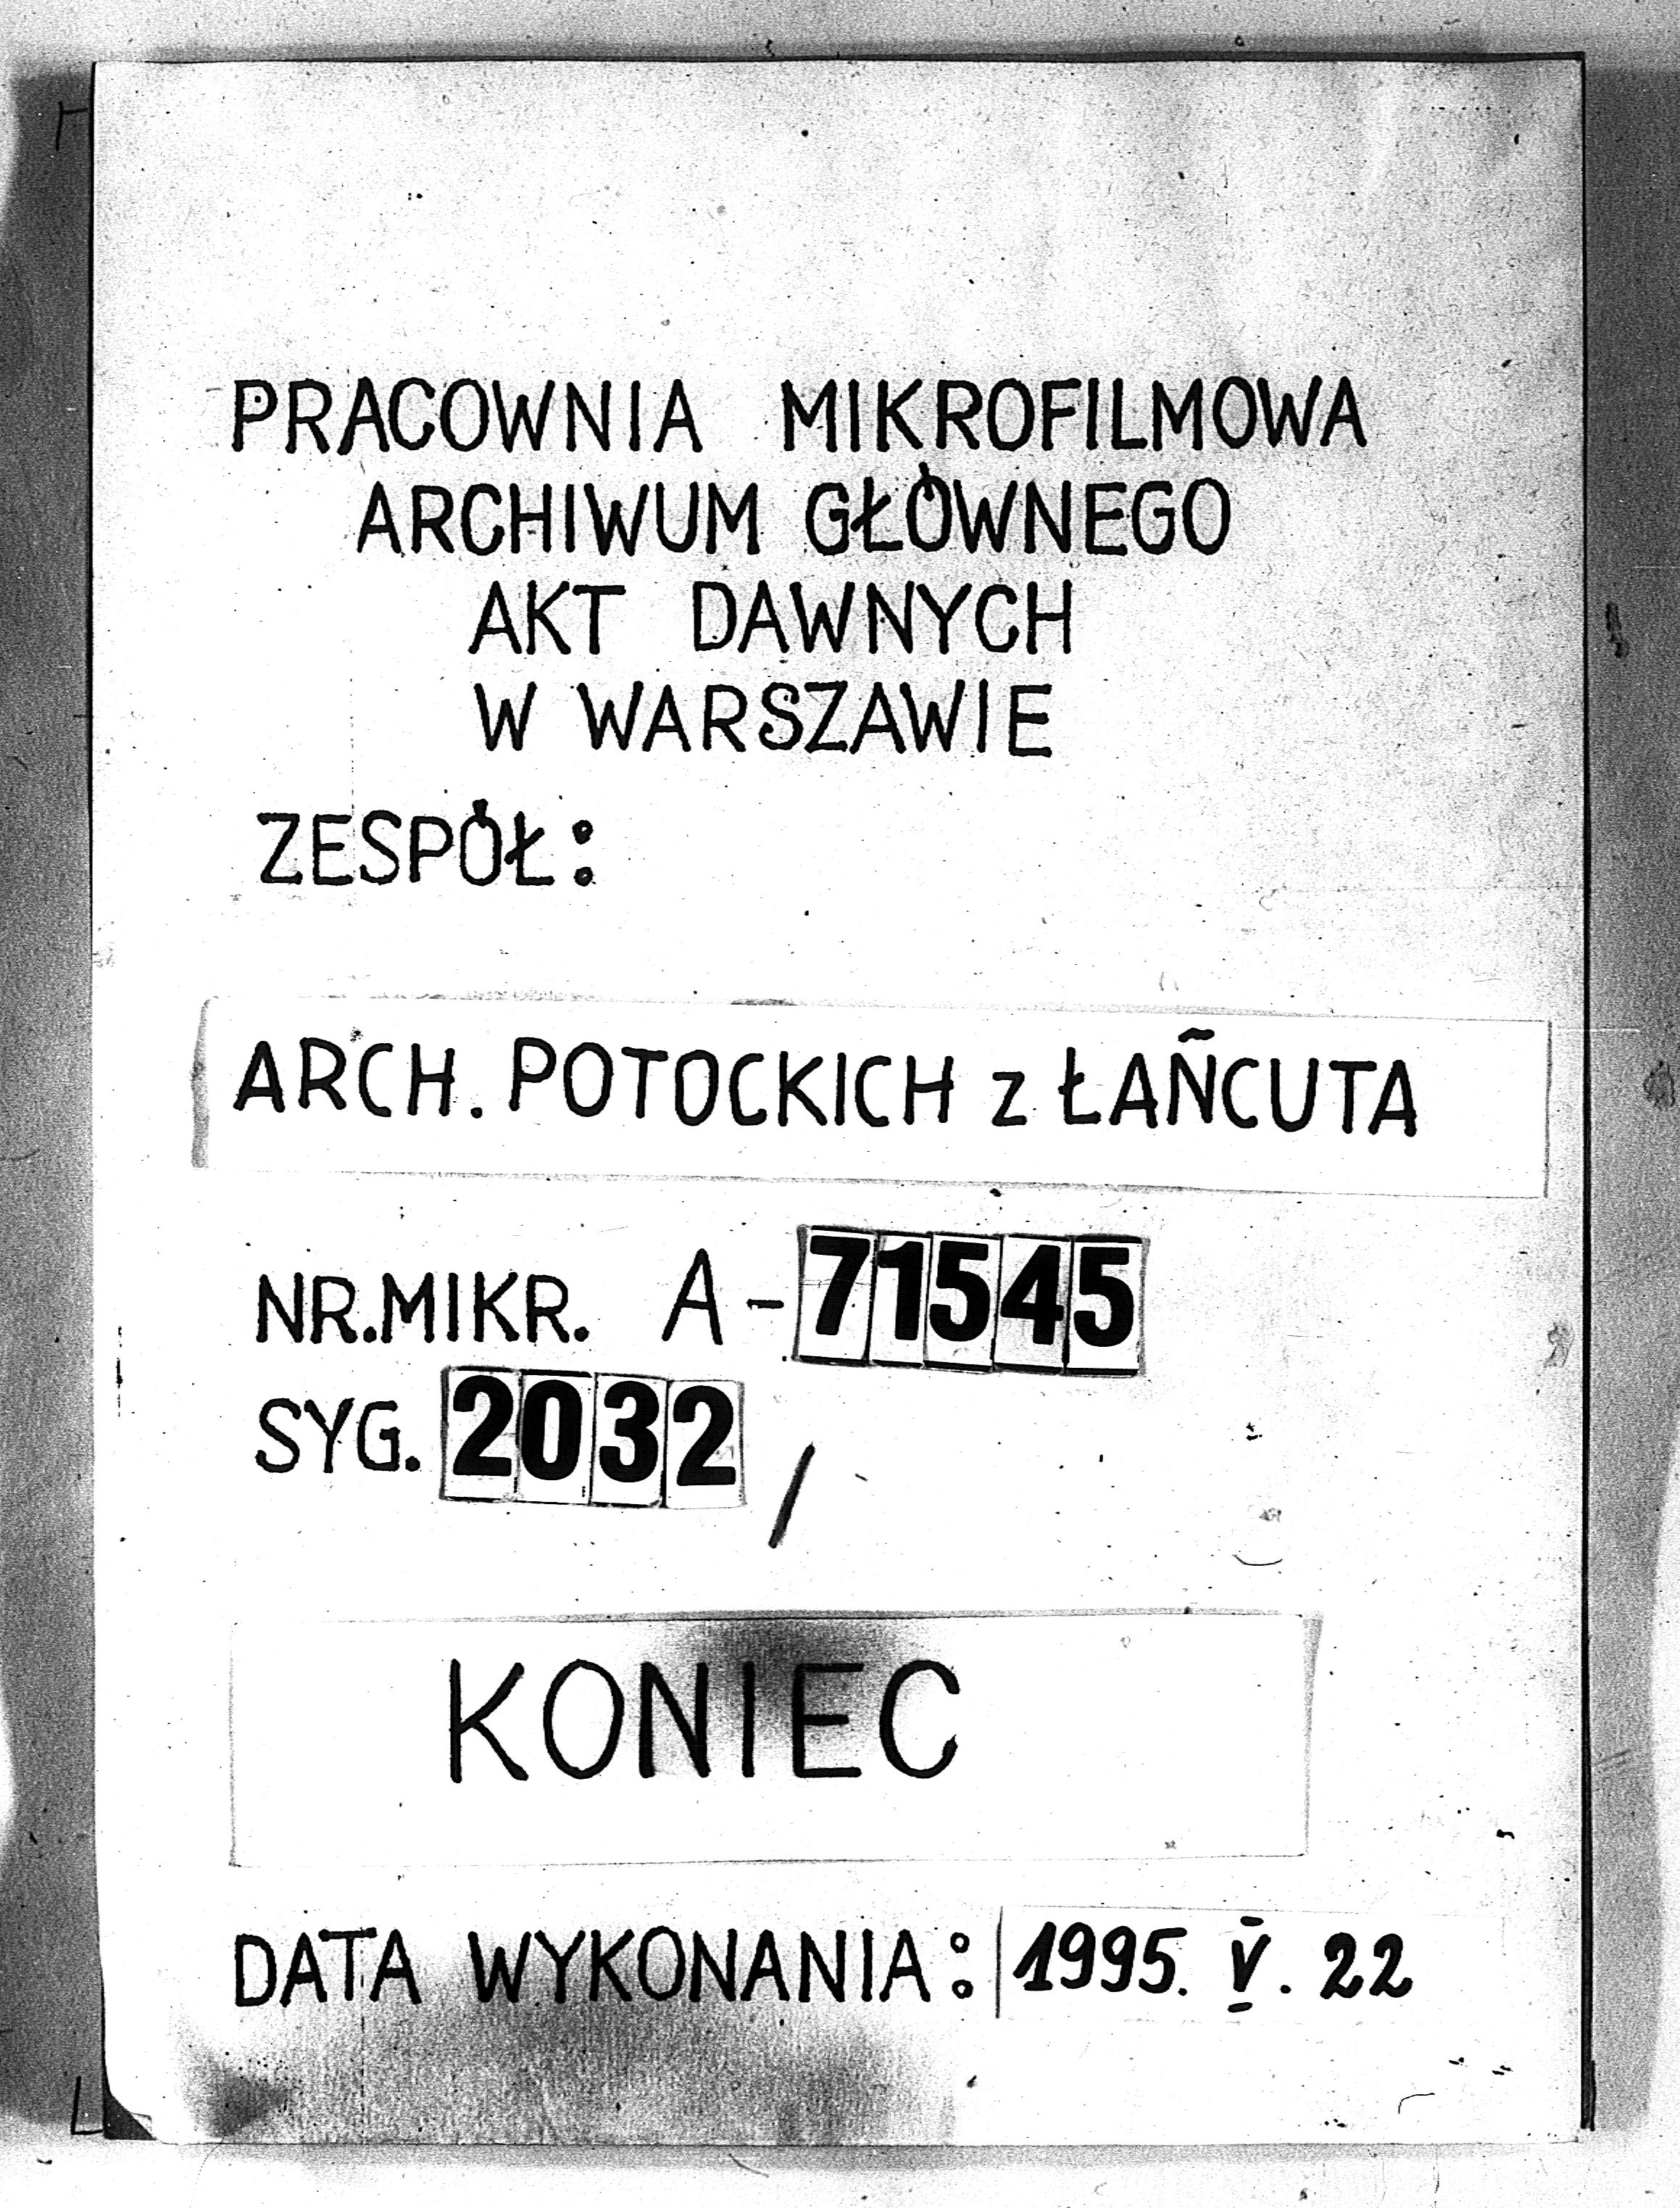 PRACOWNIA MIKROFILMOWA
ARCHIWUM GŁÓWNEGO
AKT DAWNYCH
W WARSZAWIE
ZESPÓŁ:
ARCH. POTOCKICH z ŁAÑCUTA
NR.MIKR. A-71545
SYG. 2032/
KONIEC
DATA WYKONANIA: 1995. V. 22